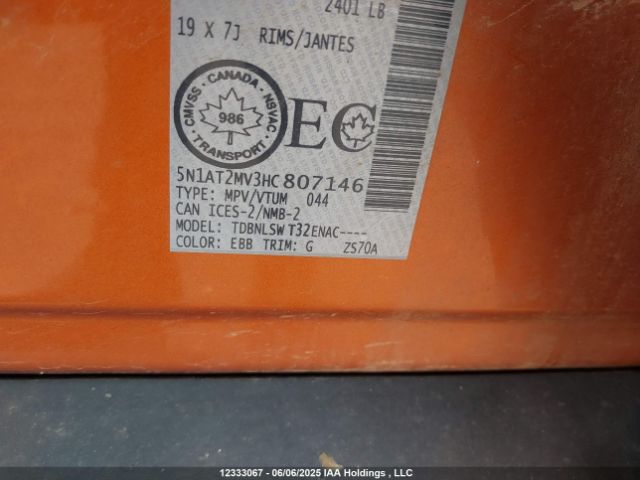 2401 LB
19 X 7J RIMS/JANTES
CMVSS · CANADA · NSVAC
986
TRANSPORT
EC
5N1AT2MV3HC807146
TYPE: MPV/VTUM 044
CAN ICES-2/NMB-2
MODEL: TDBNLSW T32ENAC----
COLOR: EBB TRIM: G ZS70A
12333067 - 06/06/2025 IAA Holdings , LLC